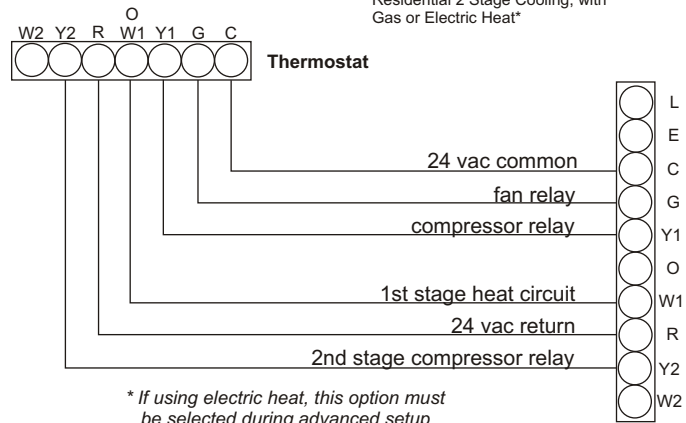 Residential 2 Stage Cooling, with
Gas or Electric Heat*
O
W2 Y2 R W1 Y1 G C
Thermostat
L
E
24 vac common C
fan relay G
compressor relay Y1
O
1st stage heat circuit W1
24 vac return R
2nd stage compressor relay Y2
W2
* If using electric heat, this option must
be selected during advanced setup